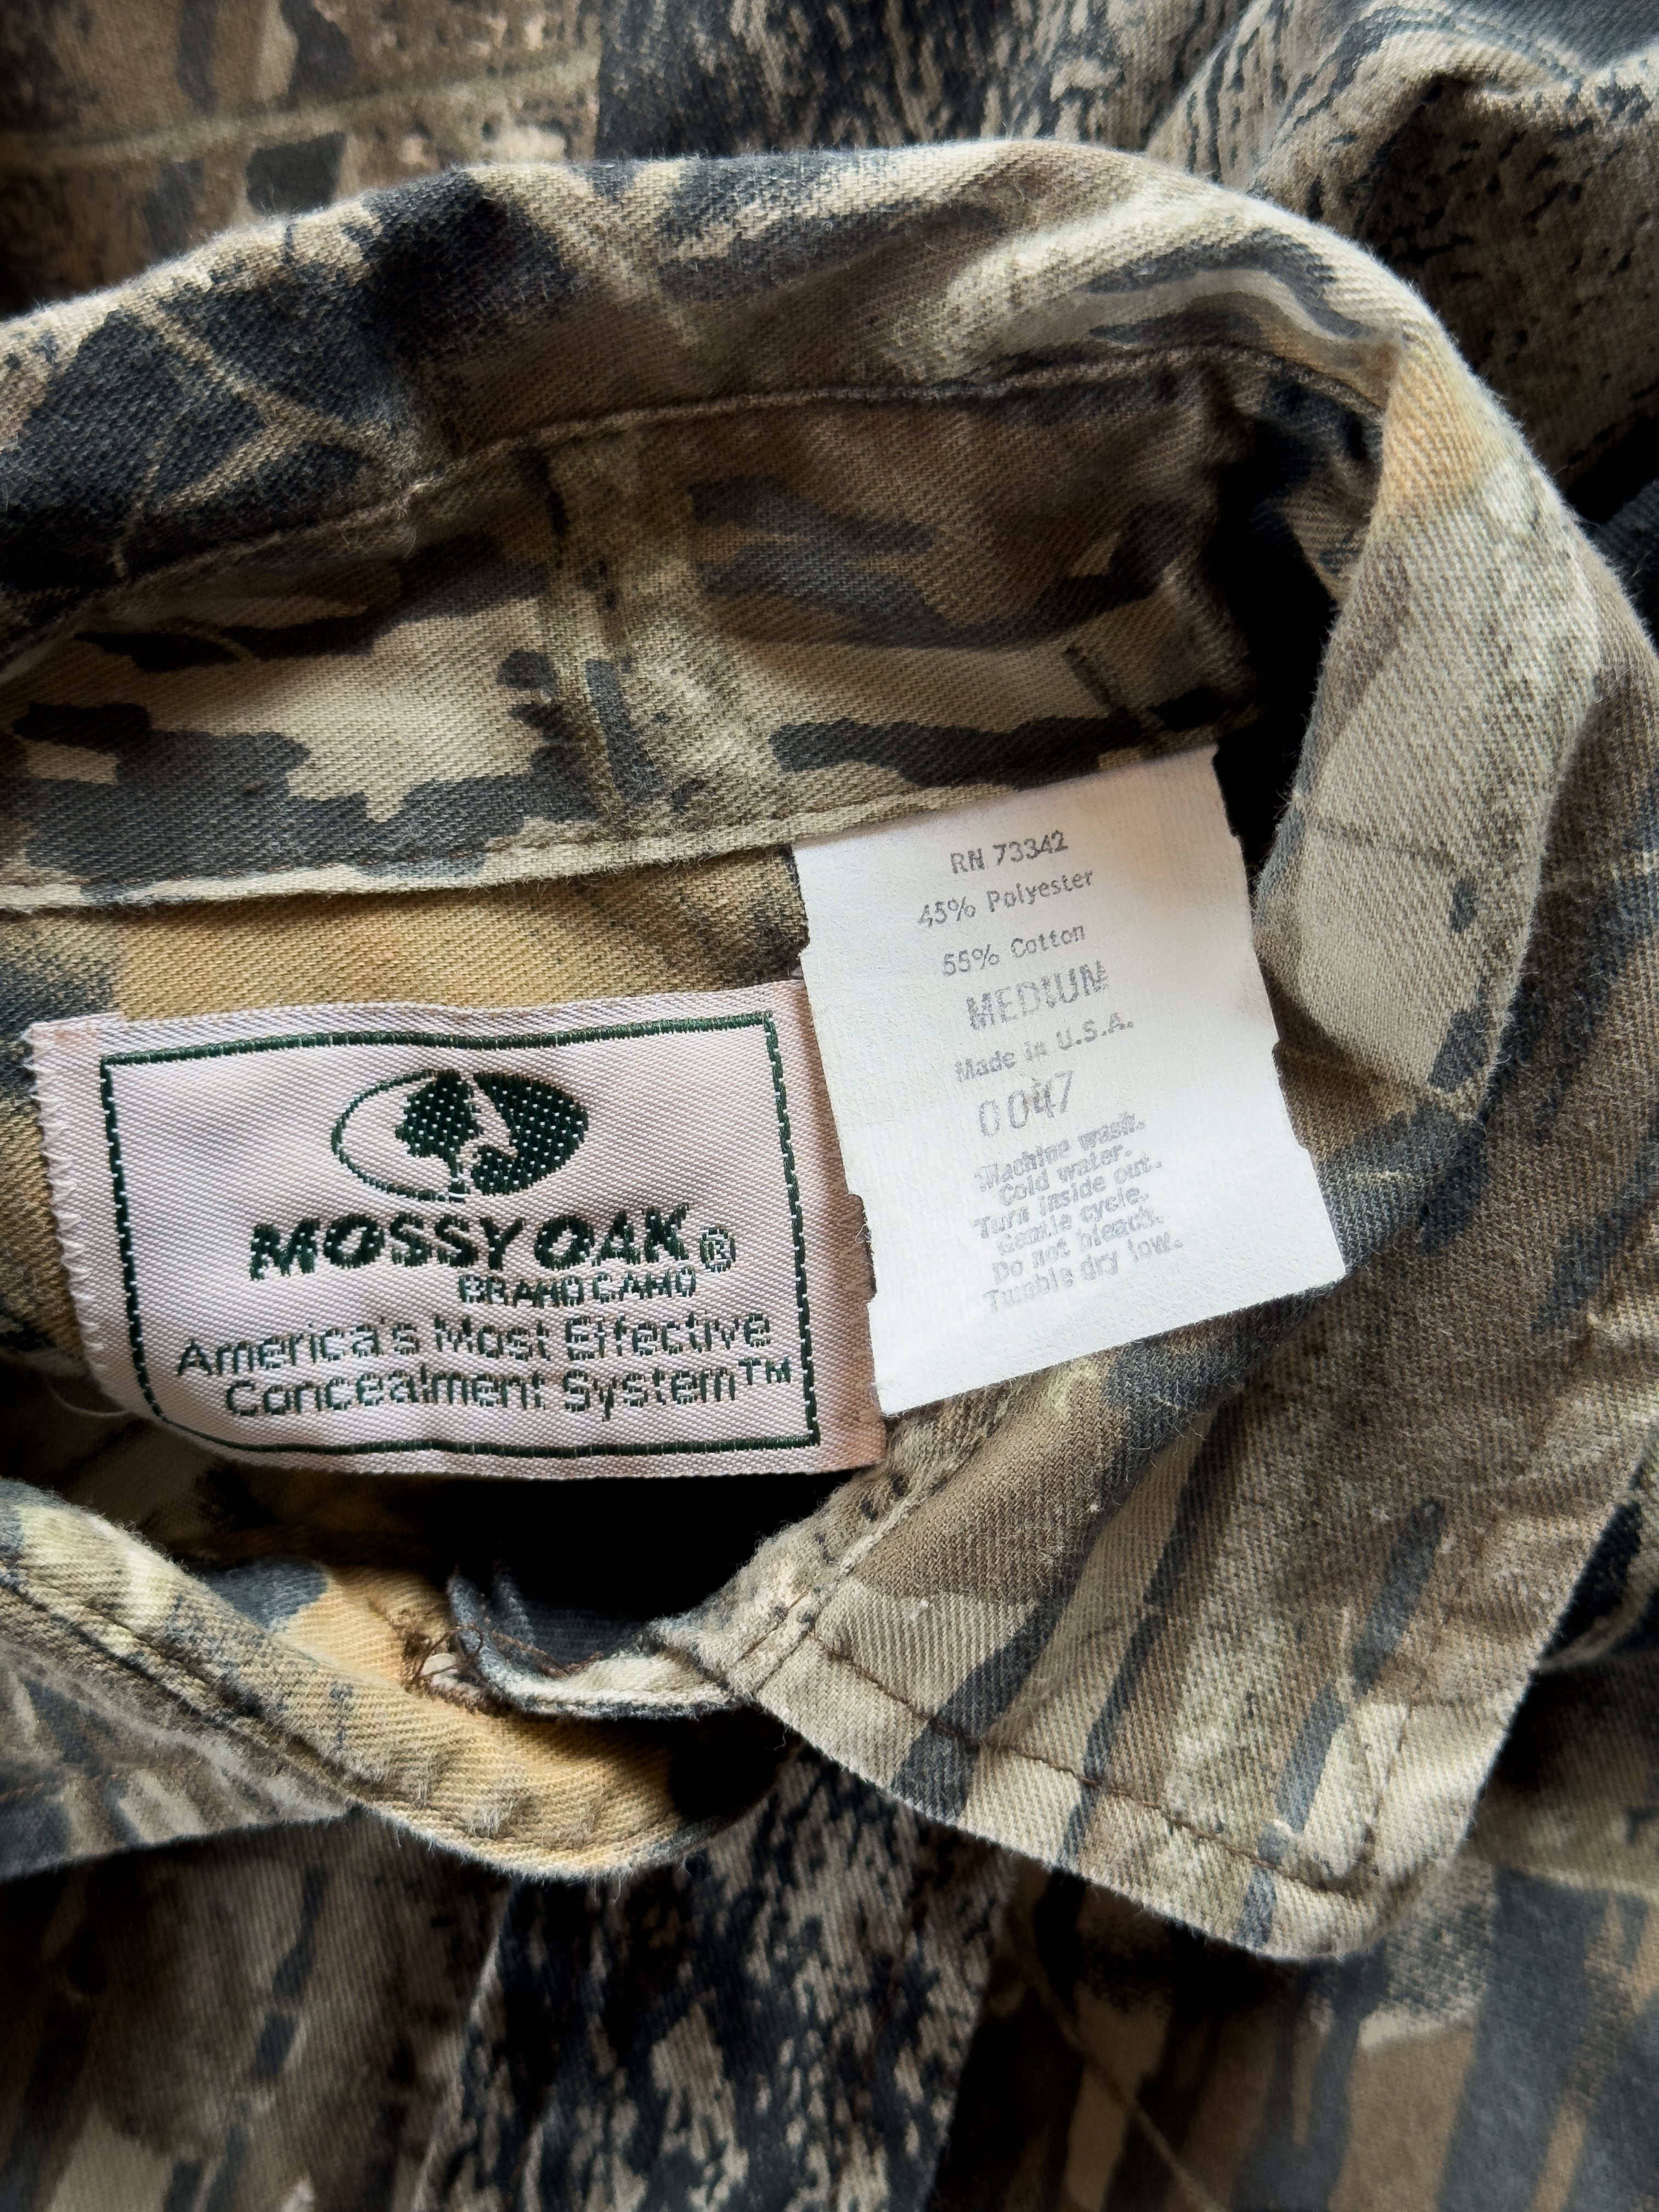 RN 73342
45% Polyester
55% Cotton
MEDIUM
Made in U.S.A.
0047
Machine wash.
Cold water.
Turn inside out.
Gentle cycle.
Do not bleach.
Tumble dry low.
MOSSY OAK®
BRAND CAMO
America's Most Effective
Concealment System™